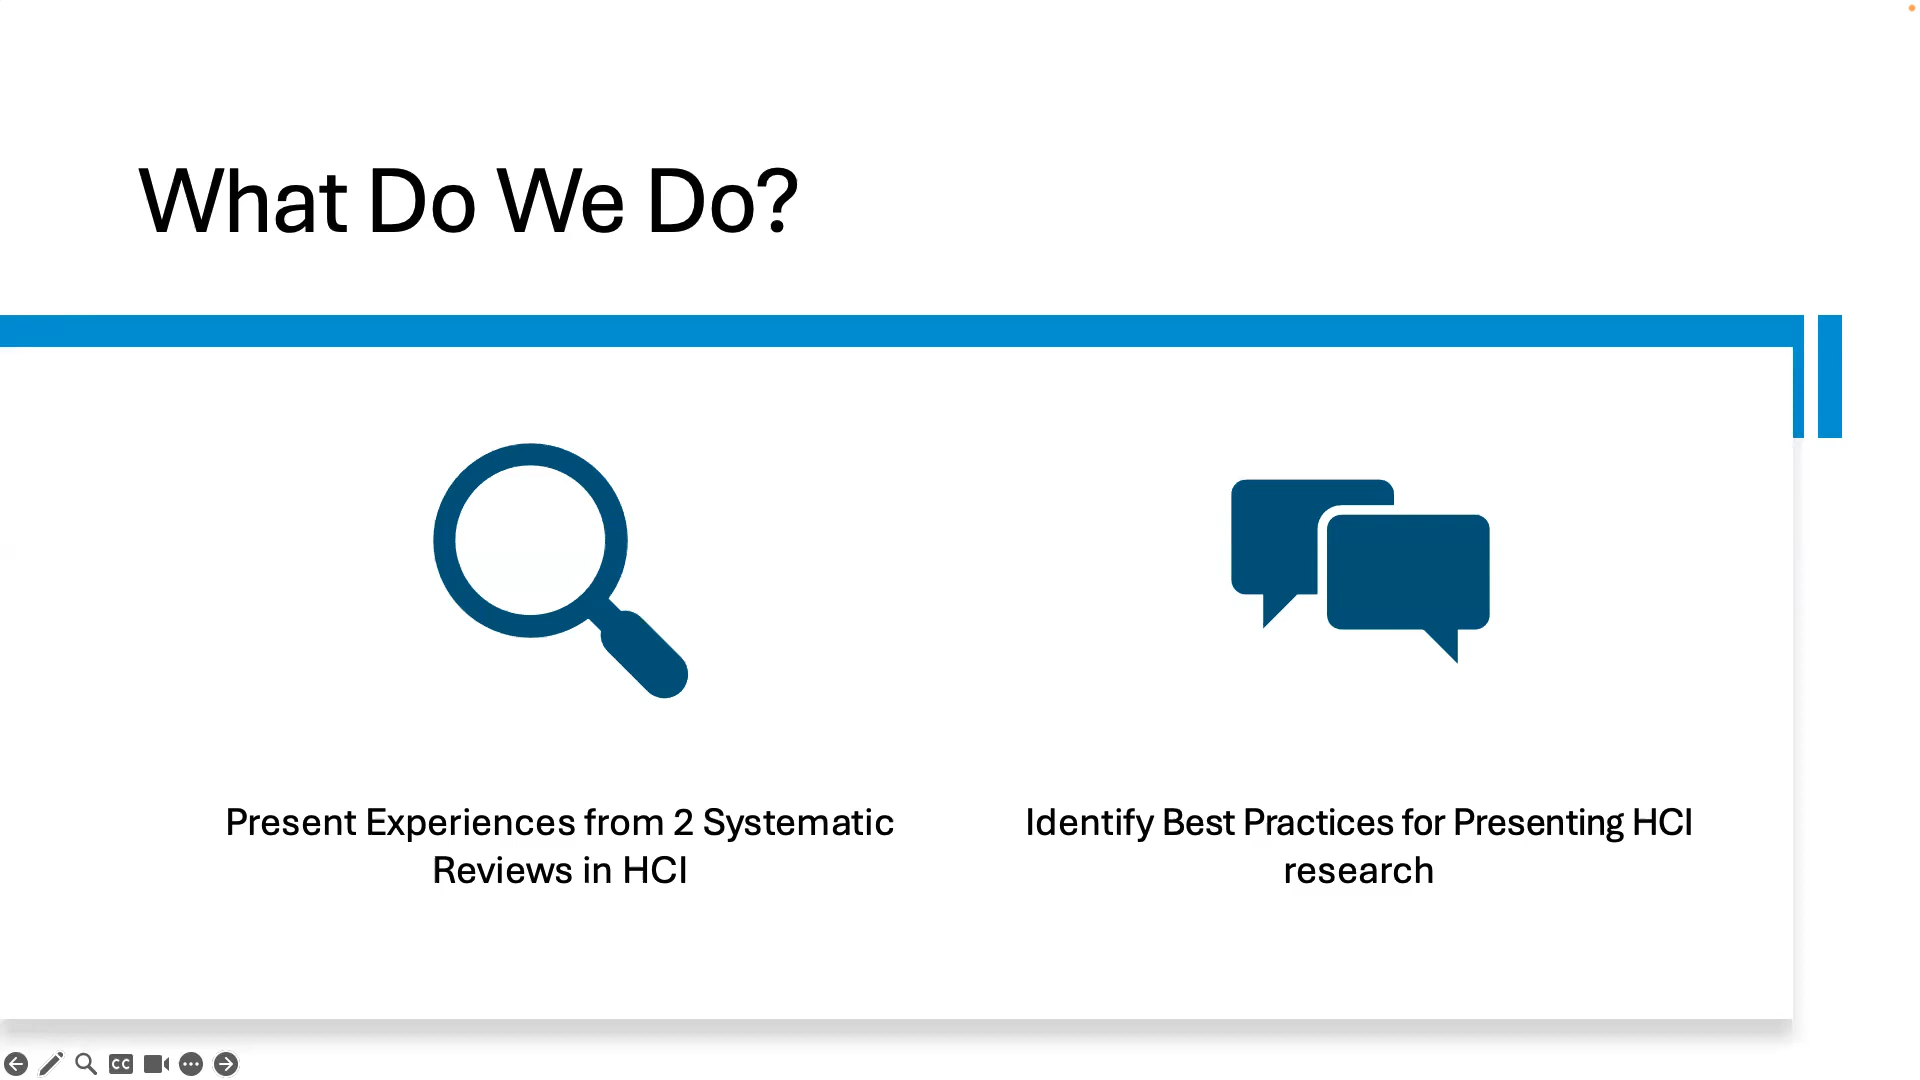 What Do We Do?
Present Experiences from 2 Systematic
Reviews in HCI
Identify Best Practices for Presenting HCI
research
CC